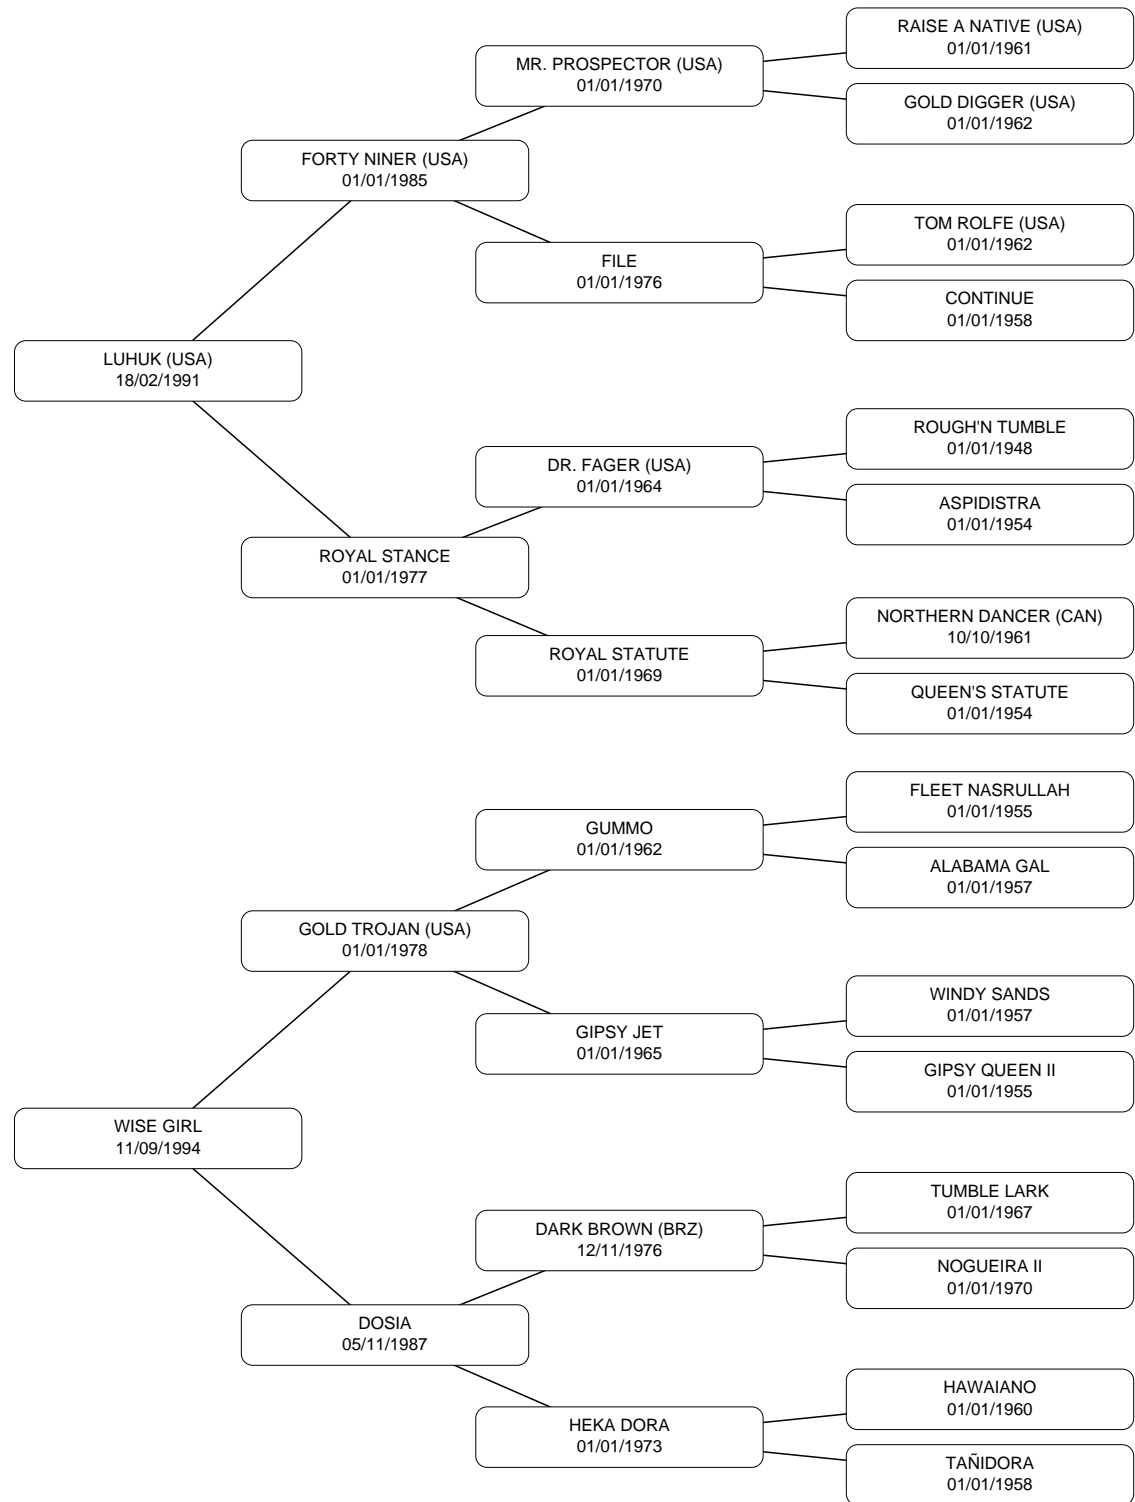 RAISE A NATIVE (USA)
01/01/1961
MR. PROSPECTOR (USA)
01/01/1970
GOLD DIGGER (USA)
01/01/1962
FORTY NINER (USA)
01/01/1985
TOM ROLFE (USA)
01/01/1962
FILE
01/01/1976
CONTINUE
01/01/1958
LUHUK (USA)
18/02/1991
ROUGH'N TUMBLE
01/01/1948
DR. FAGER (USA)
01/01/1964
ASPIDISTRA
01/01/1954
ROYAL STANCE
01/01/1977
NORTHERN DANCER (CAN)
10/10/1961
ROYAL STATUTE
01/01/1969
QUEEN'S STATUTE
01/01/1954
FLEET NASRULLAH
01/01/1955
GUMMO
01/01/1962
ALABAMA GAL
01/01/1957
GOLD TROJAN (USA)
01/01/1978
WINDY SANDS
01/01/1957
GIPSY JET
01/01/1965
GIPSY QUEEN II
01/01/1955
WISE GIRL
11/09/1994
TUMBLE LARK
01/01/1967
DARK BROWN (BRZ)
12/11/1976
NOGUEIRA II
01/01/1970
DOSIA
05/11/1987
HAWAIANO
01/01/1960
HEKA DORA
01/01/1973
TAÑIDORA
01/01/1958